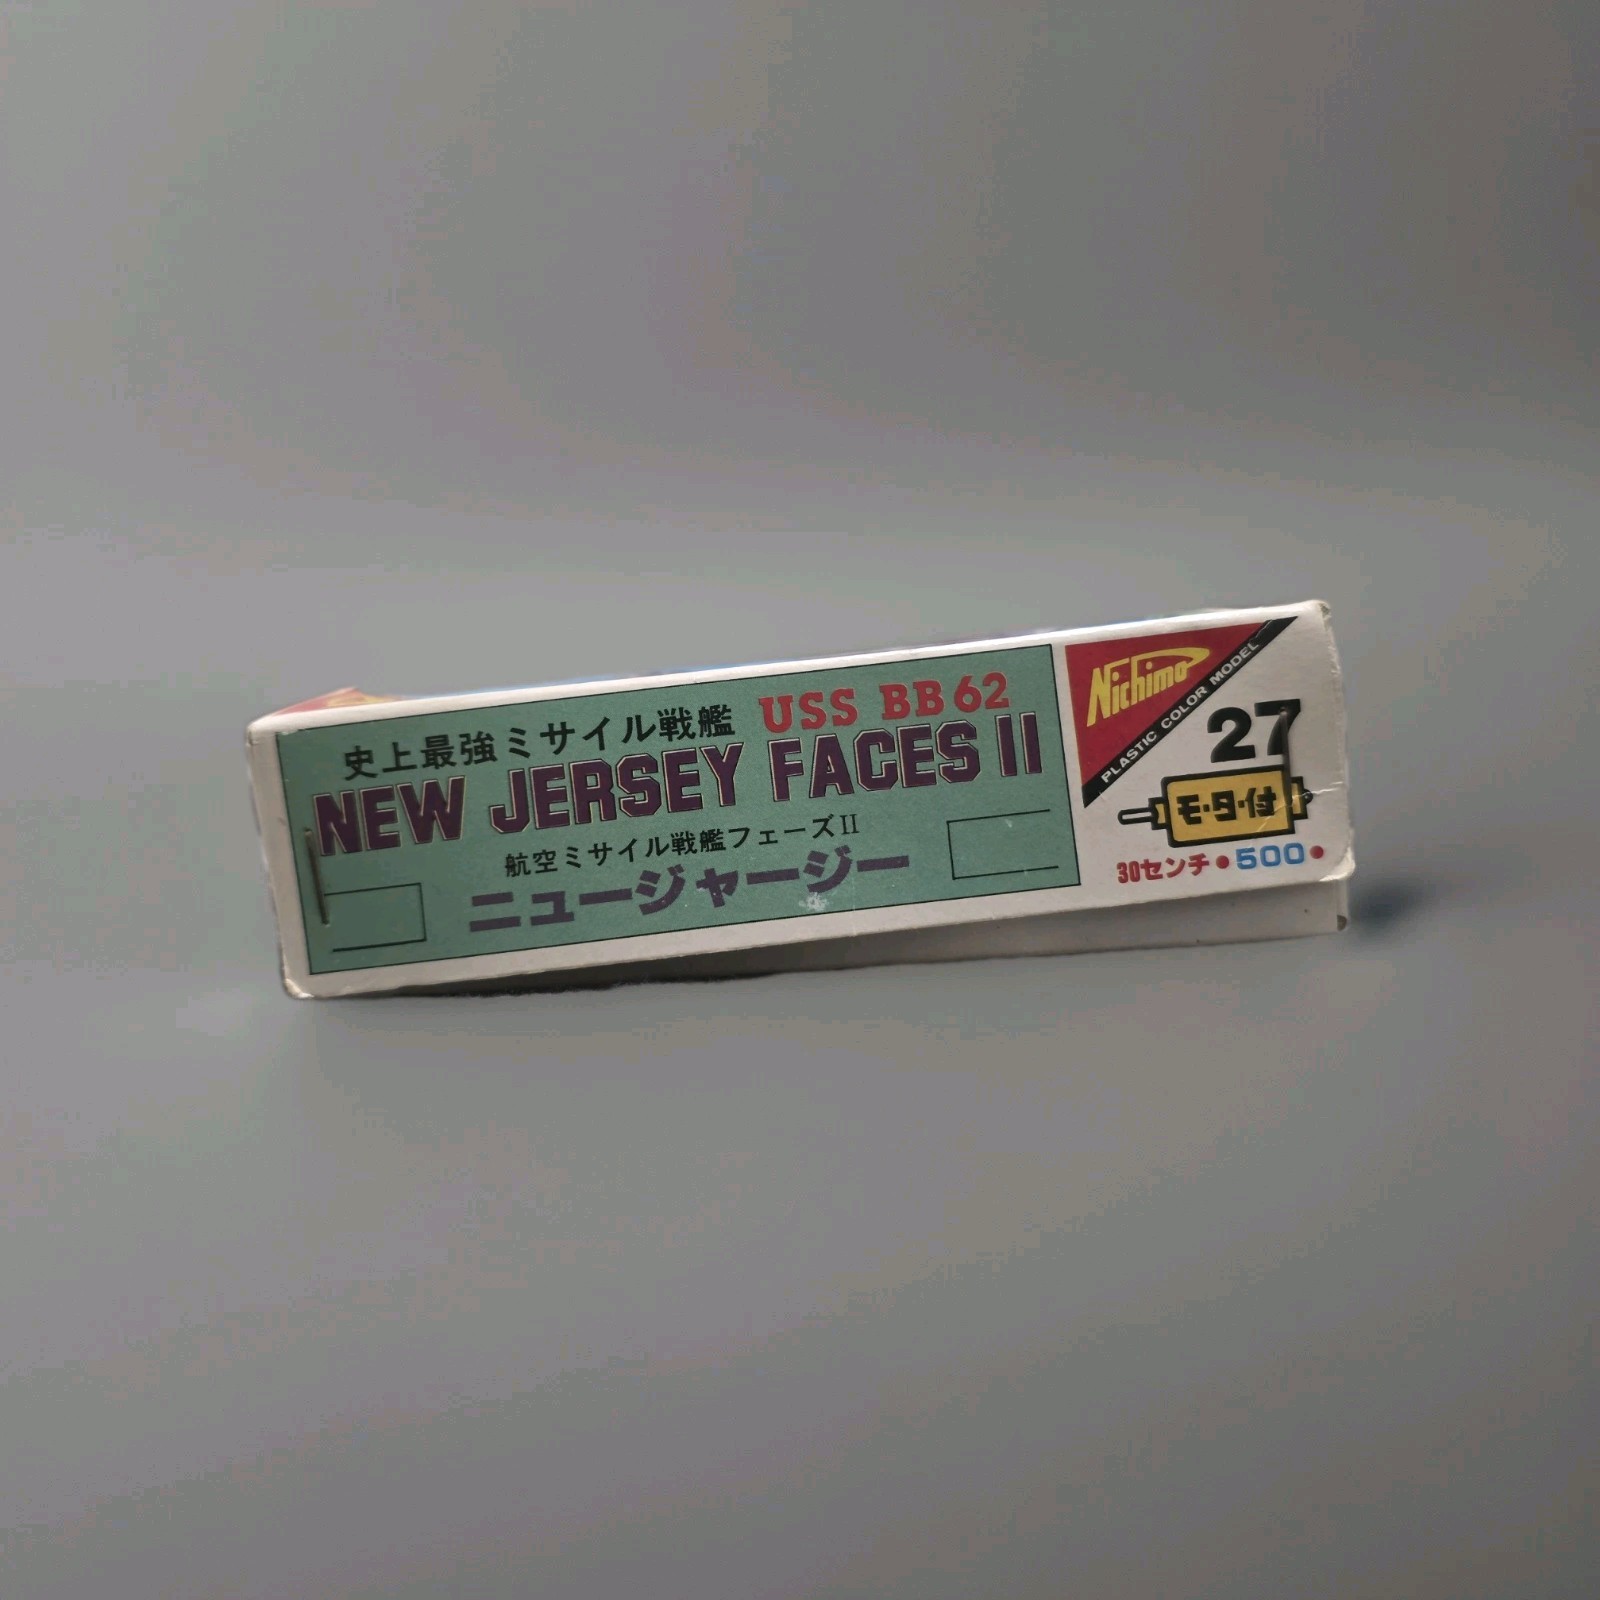 史上最強ミサイル戦艦 USS BB62
NEW JERSEY FACES II
航空ミサイル戦艦フェーズII
ニュージャージー
Nichimo
PLASTIC COLOR MODEL
27
モ・タ・付
30センチ•500•